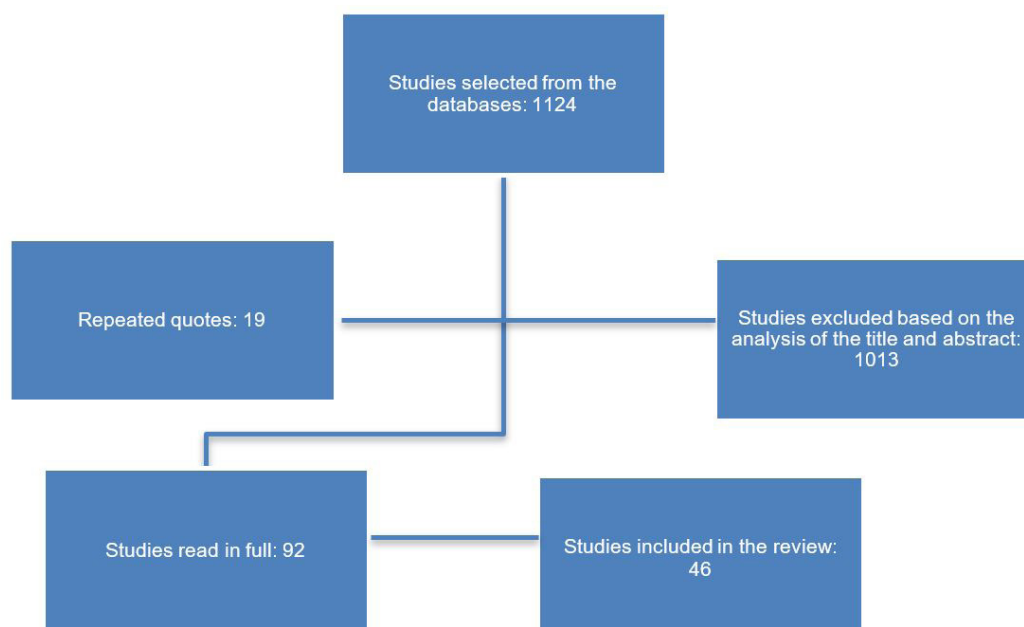 Studies selected from the
databases: 1124
Repeated quotes: 19
Studies excluded based on the
analysis of the title and abstract:
1013
Studies read in full: 92
Studies included in the review:
46